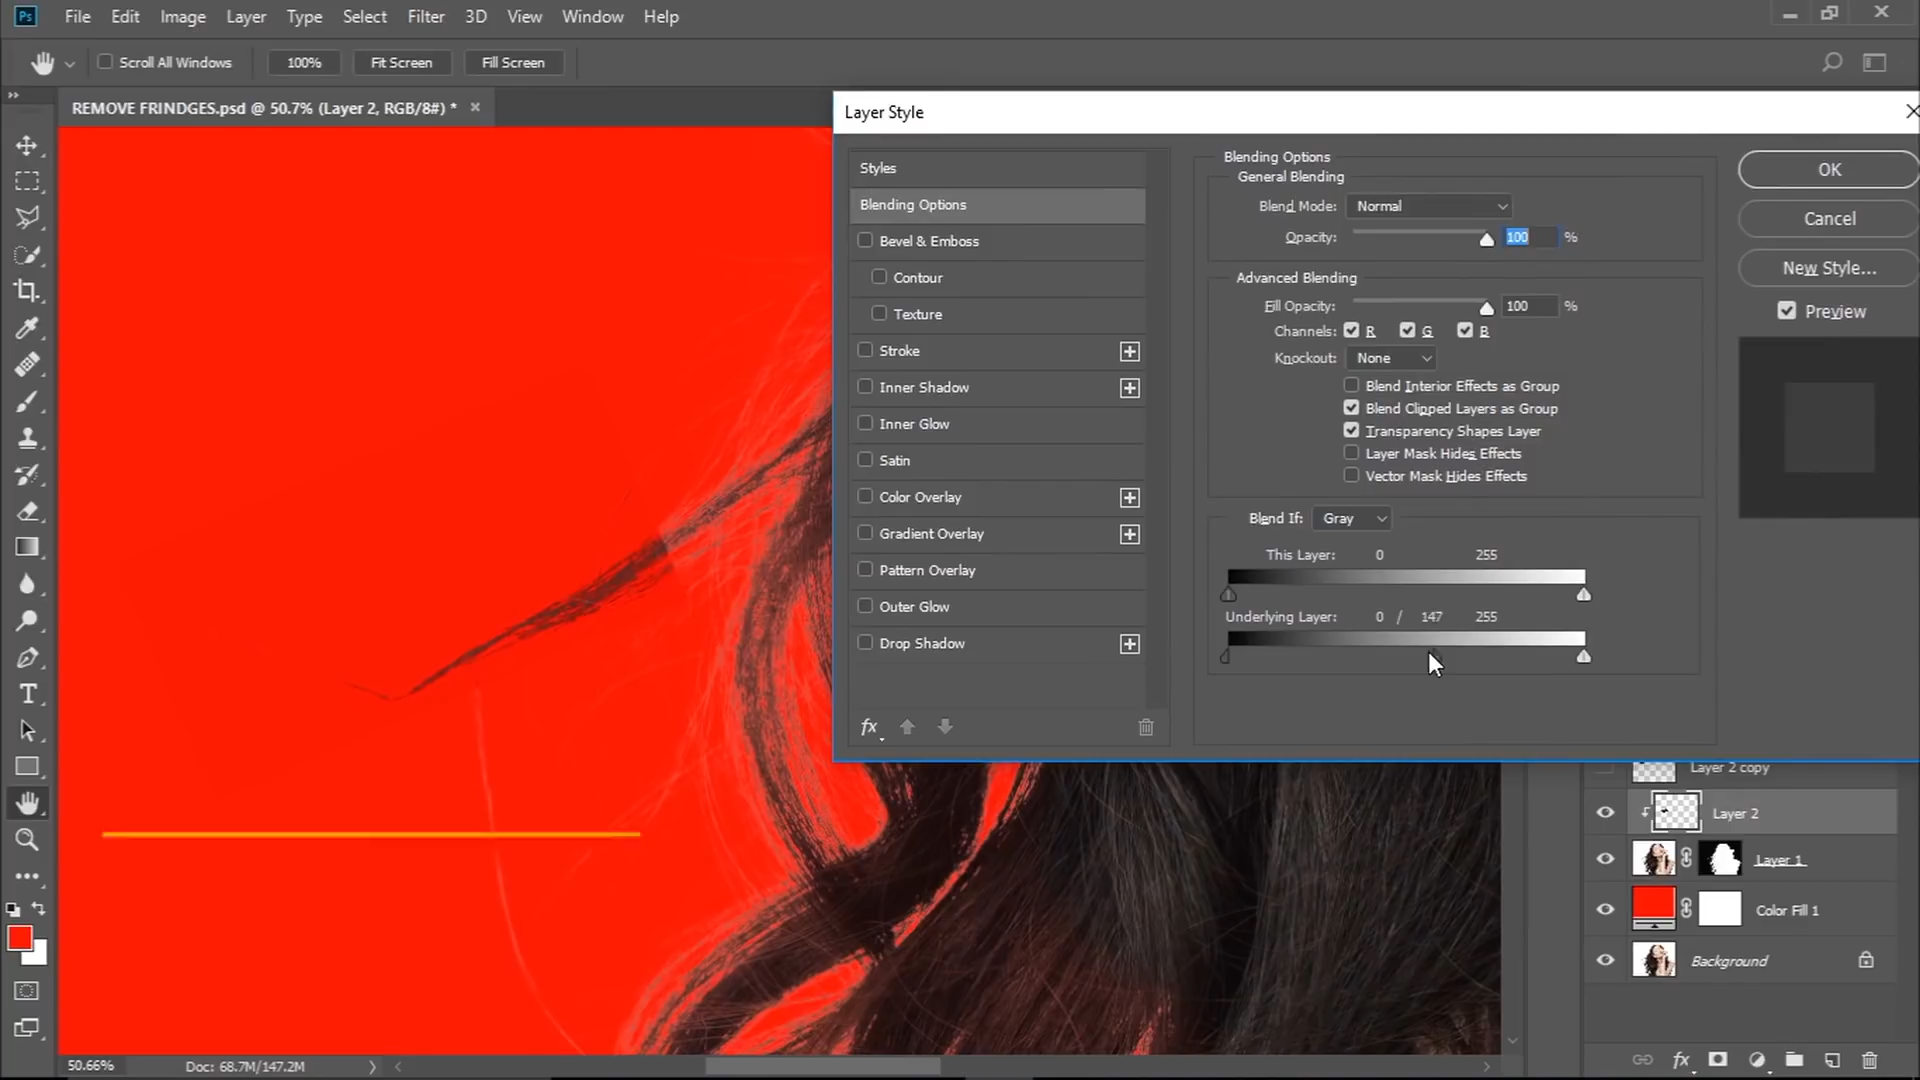 Ps File Edit Image Layer Type Select Filter 3D View Window Help
Scroll All Windows 100% Fit Screen Fill Screen
REMOVE FRINDGES.psd @ 50.7% (Layer 2, RGB/8#) *
Layer Style
Styles
Blending Options
Bevel & Emboss
Contour
Texture
Stroke
Inner Shadow
Inner Glow
Satin
Color Overlay
Gradient Overlay
Pattern Overlay
Outer Glow
Drop Shadow
fx
Blending Options
General Blending
Blend Mode: Normal
Opacity: 100 %
Advanced Blending
Fill Opacity: 100 %
Channels: R G B
Knockout: None
Blend Interior Effects as Group
Blend Clipped Layers as Group
Transparency Shapes Layer
Layer Mask Hides Effects
Vector Mask Hides Effects
Blend If: Gray
This Layer: 0 255
Underlying Layer: 0 / 147 255
OK
Cancel
New Style...
Preview
Layer 2 copy
Layer 2
Layer 1
Color Fill 1
Background
fx
50.66% Doc: 68.7M/147.2M